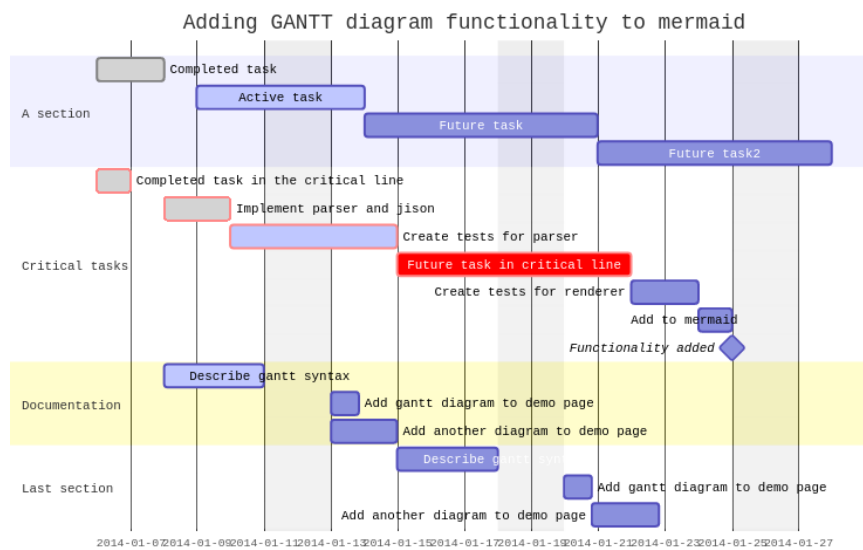 Adding GANTT diagram functionality to mermaid
Completed task
Active task
A section
Future task
Future task2
Completed task in the critical line
Implement parser and jison
Create tests for parser
Critical tasks
Future task in critical line
Create tests for renderer
Add to mermaid
Functionality added
Describe gantt syntax
Documentation
Add gantt diagram to demo page
Add another diagram to demo page
Describe gantt syntax
Last section
Add gantt diagram to demo page
Add another diagram to demo page
2014-01-07 2014-01-09 2014-01-11 2014-01-13 2014-01-15 2014-01-17 2014-01-19 2014-01-21 2014-01-23 2014-01-25 2014-01-27